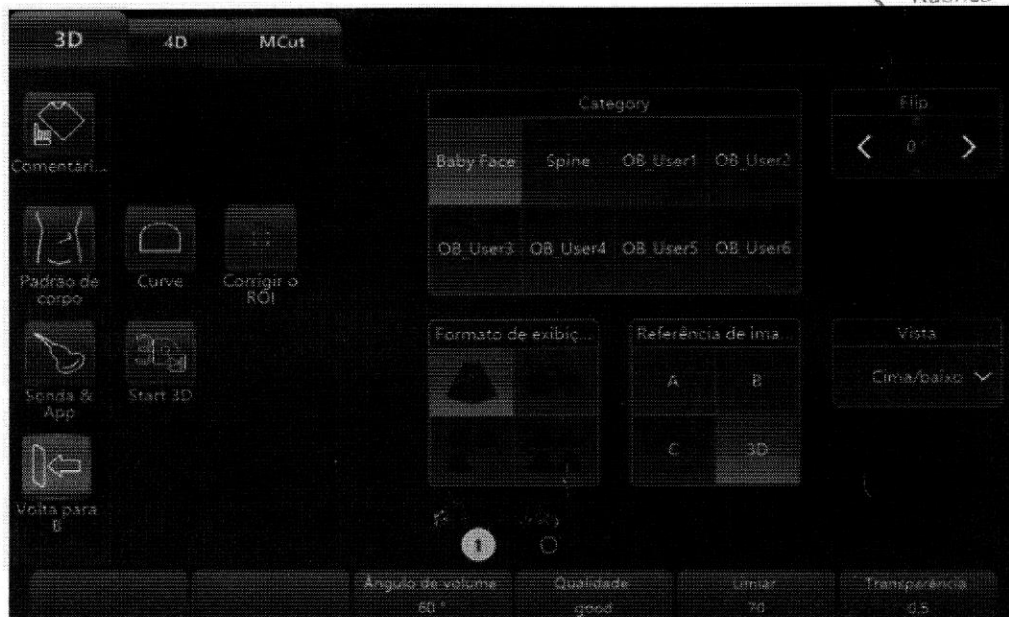 3D
4D
MCut
Category
Flip
Baby Face
Spine
OB_User1
OB_User2
0°
Comentári...
OB_User3
OB_User4
OB_User5
OB_User6
Padrão de
corpo
Curve
Corrigir o
ROI
Formato de exibiç...
Referência de ima...
Vista
A
B
Cima/baixo
Sonda &
App
Start 3D
C
3D
Volta para
B
1
Ângulo de volume
Qualidade
Limiar
Transparência
60 °
good
70
0.5